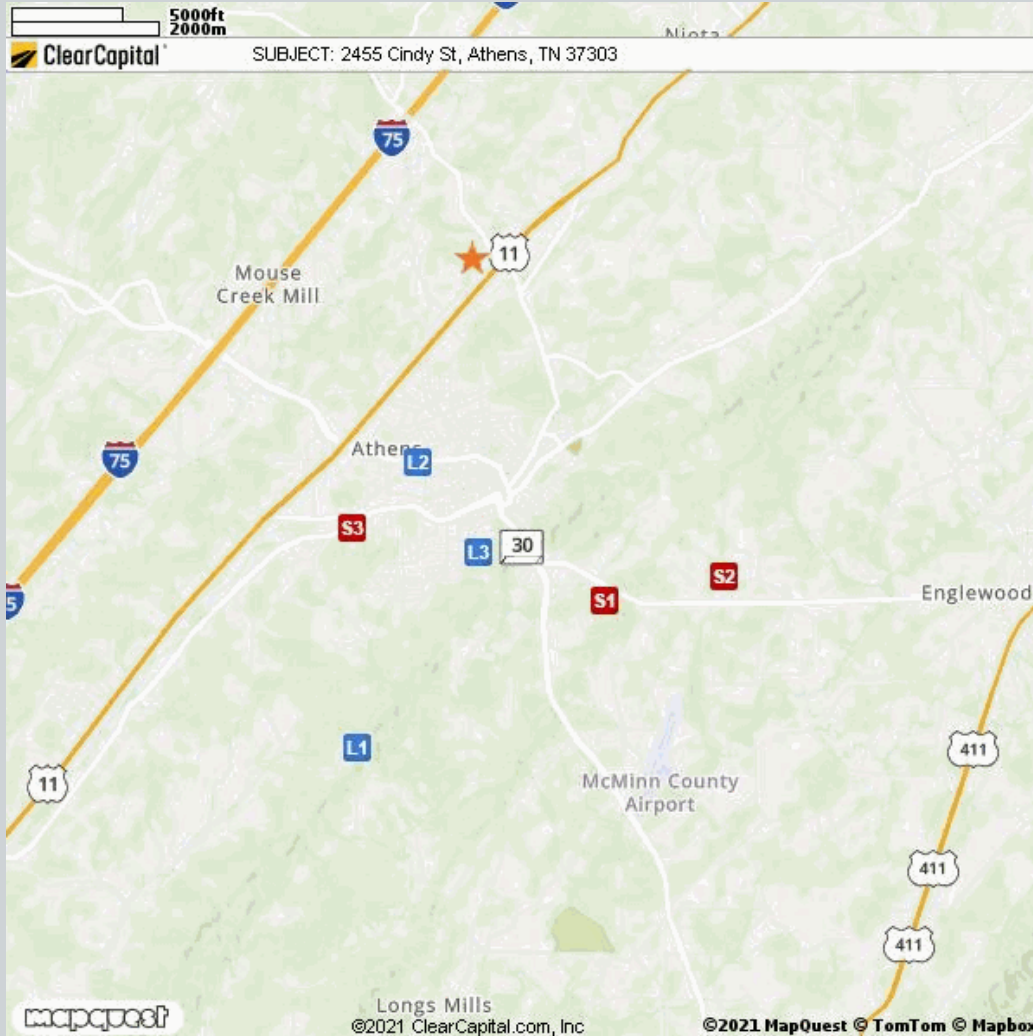 5000ft
2000m
Niota
ClearCapital
SUBJECT: 2455 Cindy St, Athens, TN 37303
75
11
Mouse
Creek Mill
Athens
L2
75
S3
L3
30
S2
S1
Englewood
5
L1
411
11
McMinn County
Airport
411
411
Longs Mills
mapquest
©2021 ClearCapital.com, Inc
©2021 MapQuest © TomTom © Mapbox